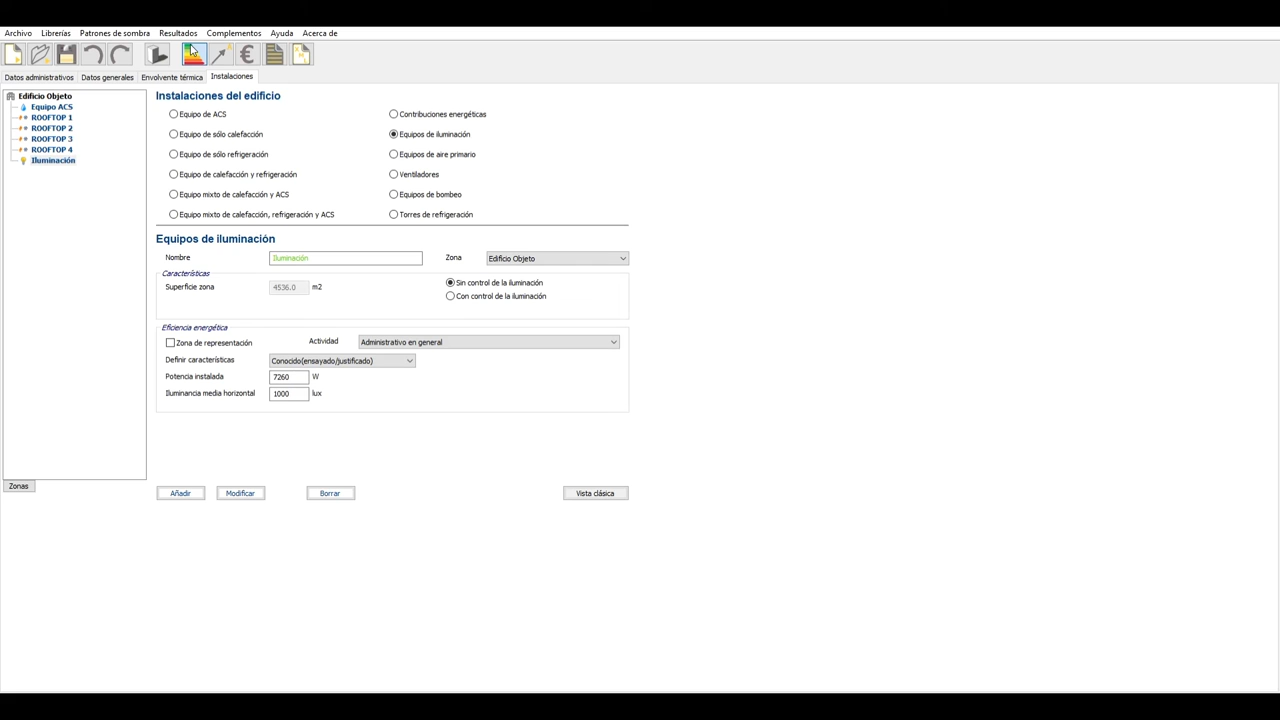 Archivo Librerías Patrones de sombra Resultados Complementos Ayuda Acerca de
Datos administrativos Datos generales Envolvente térmica Instalaciones
Edificio Objeto
Equipo ACS
ROOFTOP 1
ROOFTOP 2
ROOFTOP 3
ROOFTOP 4
Iluminación
Zonas
Instalaciones del edificio
Equipo de ACS Contribuciones energéticas
Equipo de sólo calefacción Equipos de iluminación
Equipo de sólo refrigeración Equipos de aire primario
Equipo de calefacción y refrigeración Ventiladores
Equipo mixto de calefacción y ACS Equipos de bombeo
Equipo mixto de calefacción, refrigeración y ACS Torres de refrigeración
Equipos de iluminación
Nombre Iluminación Zona Edificio Objeto
Características
Superficie zona 4536.0 m2 Sin control de la iluminación
Con control de la iluminación
Eficiencia energética
Zona de representación Actividad Administrativo en general
Definir características Conocido(ensayado/justificado)
Potencia instalada 7260 W
Iluminancia media horizontal 1000 lux
Añadir Modificar Borrar Vista clásica